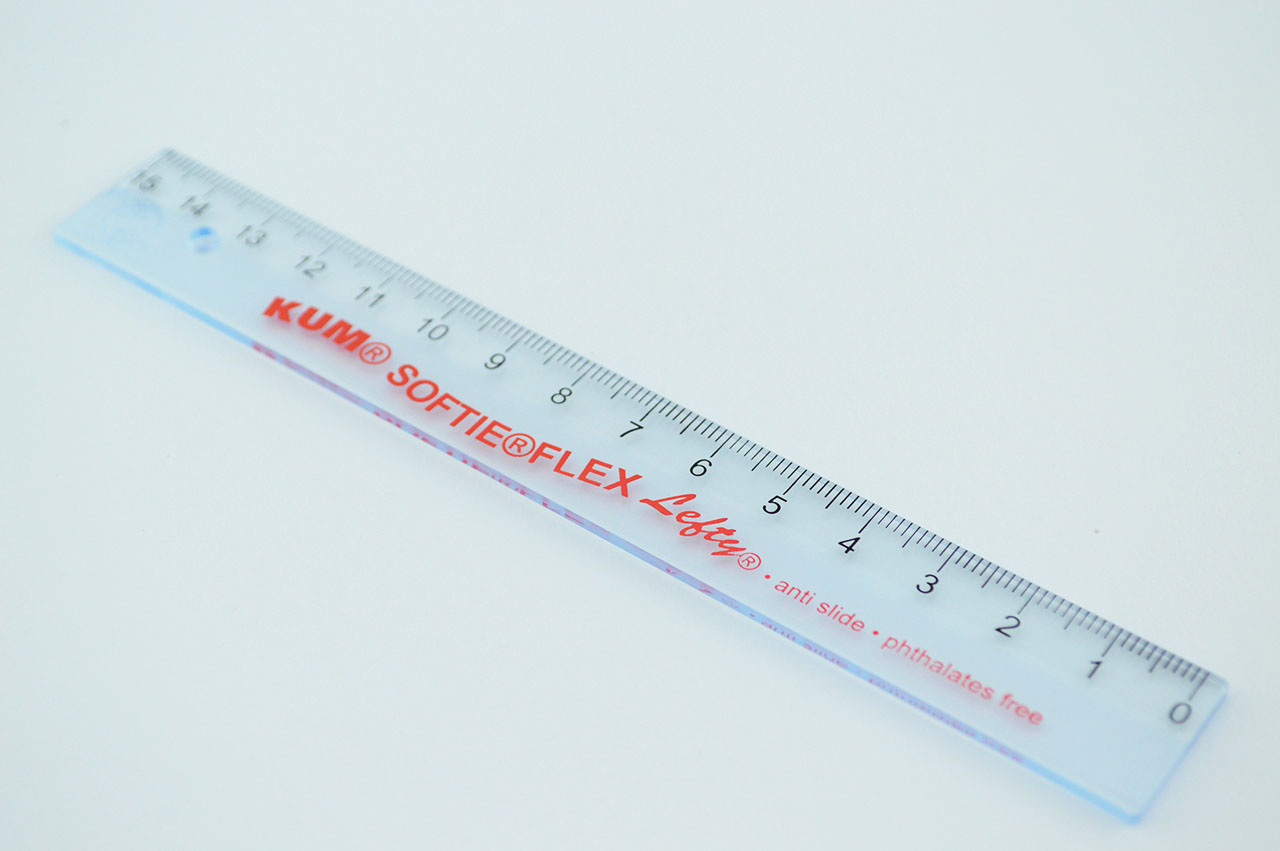 15 14 13 12 11 10 9 8 7 6 5 4 3 2 1 0
KUM® SOFTIE®FLEX Lefty® • anti slide • phthalates free